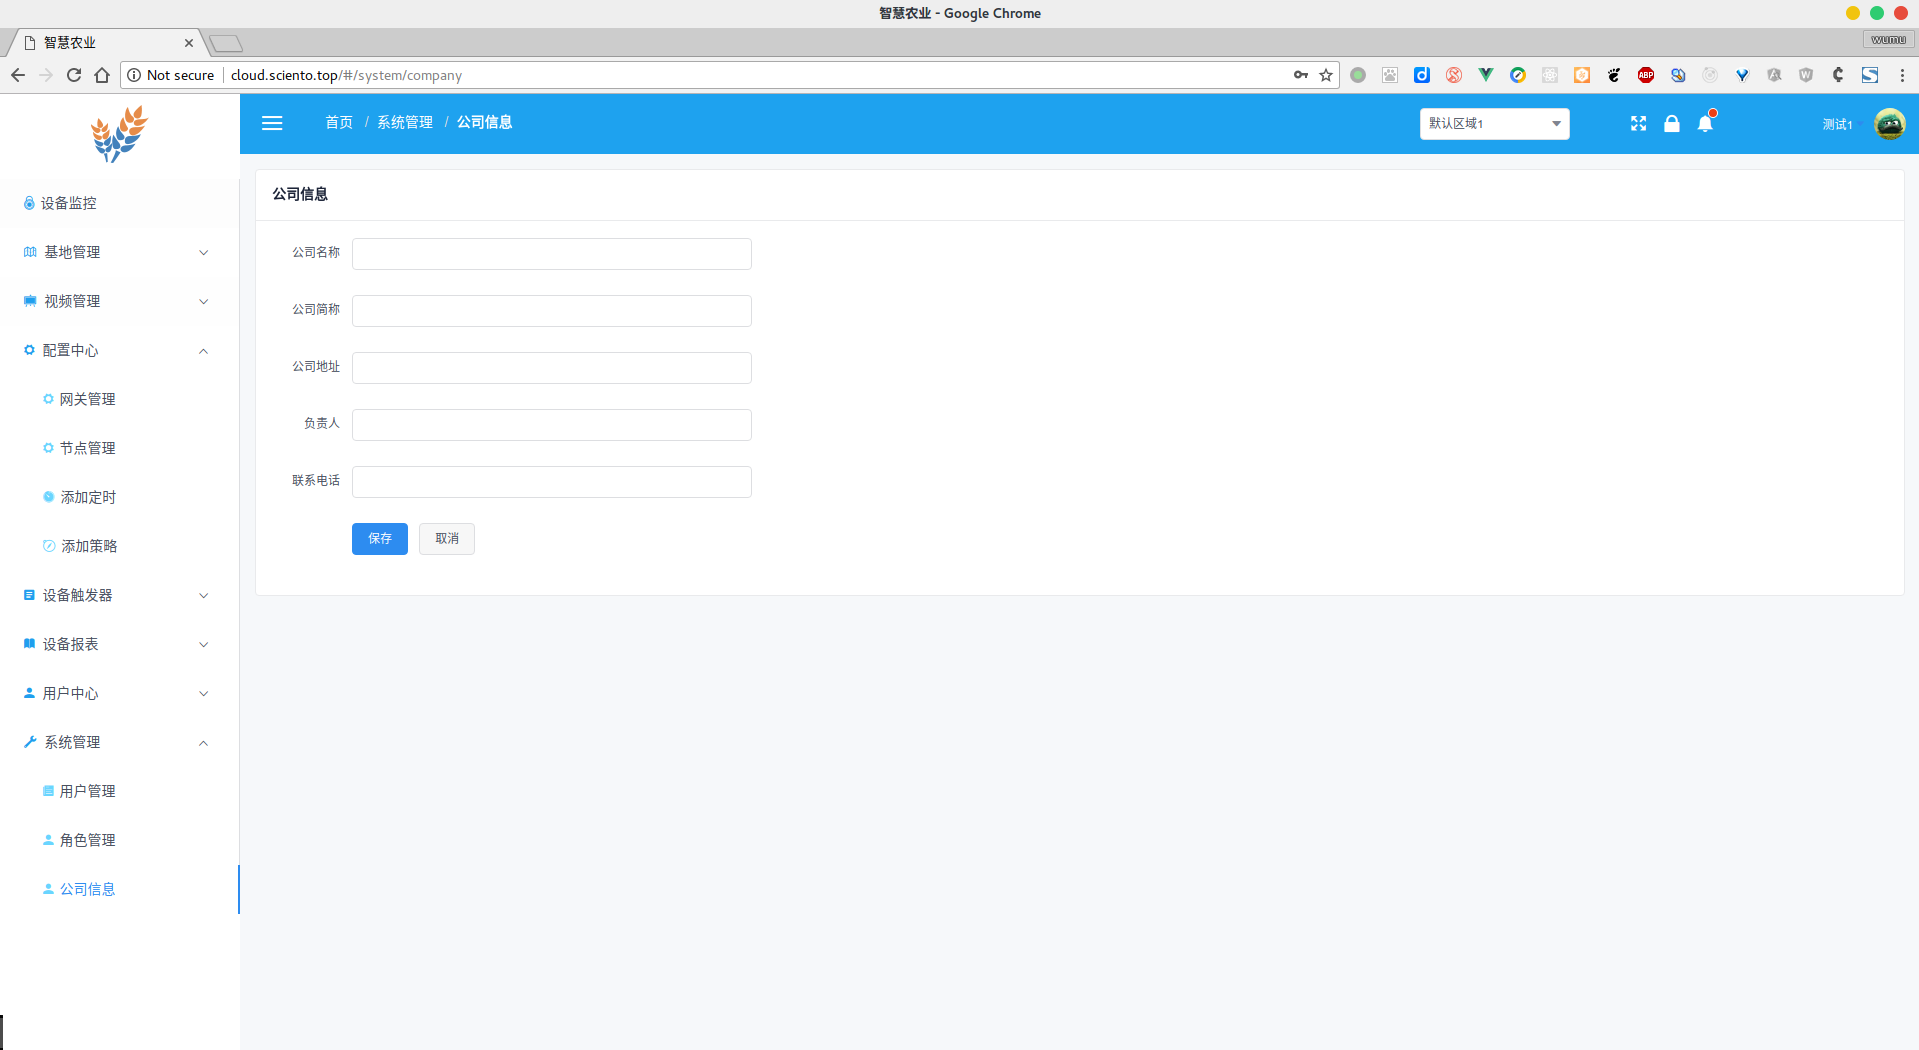 智慧农业 - Google Chrome
智慧农业
wumu
Not secure
cloud.sciento.top/#/system/company
ABP
首页 / 系统管理 / 公司信息
默认区域1
测试1
设备监控
基地管理
视频管理
配置中心
网关管理
节点管理
添加定时
添加策略
设备触发器
设备报表
用户中心
系统管理
用户管理
角色管理
公司信息
公司信息
公司名称
公司简称
公司地址
负责人
联系电话
保存
取消